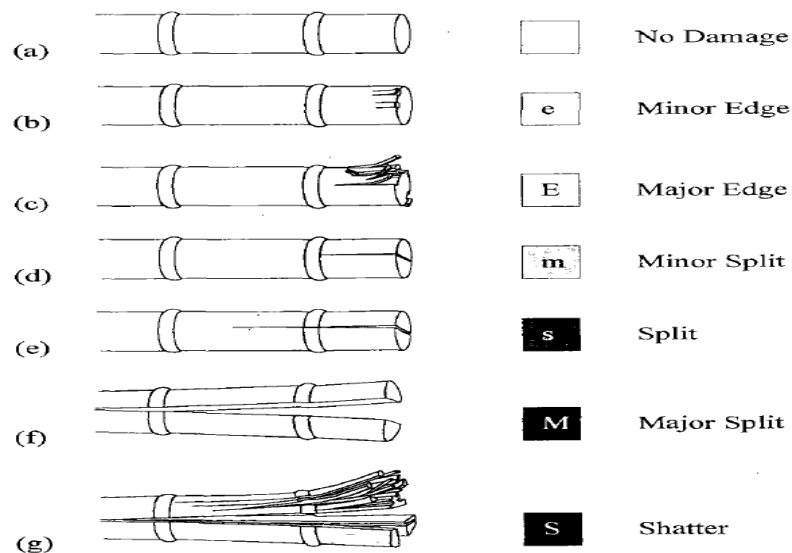 (a) No Damage
(b) e Minor Edge
(c) E Major Edge
(d) m Minor Split
(e) s Split
(f) M Major Split
(g) S Shatter